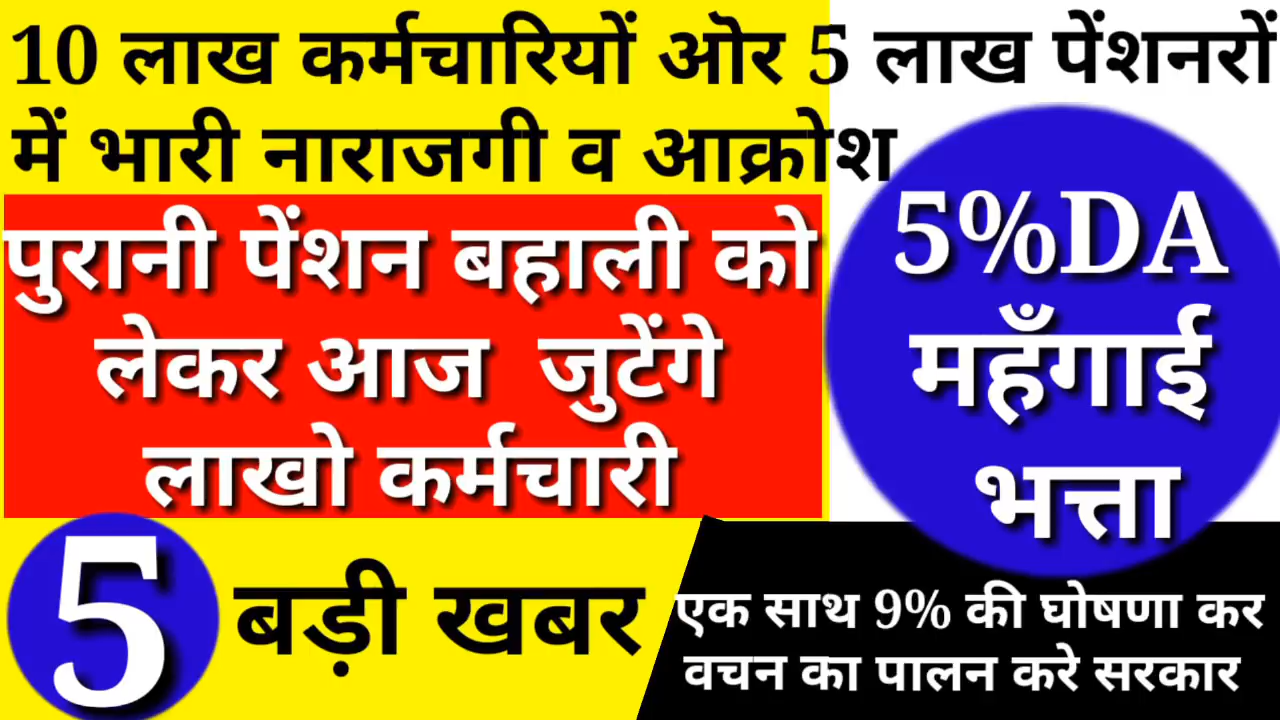 10 लाख कर्मचारियों ऒर 5 लाख पेंशनरों
में भारी नाराजगी व आक्रोश
पुरानी पेंशन बहाली को
लेकर आज जुटेंगे
लाखो कर्मचारी
5%DA
महँगाई
भत्ता
5 बड़ी खबर
एक साथ 9% की घोषणा कर
वचन का पालन करे सरकार